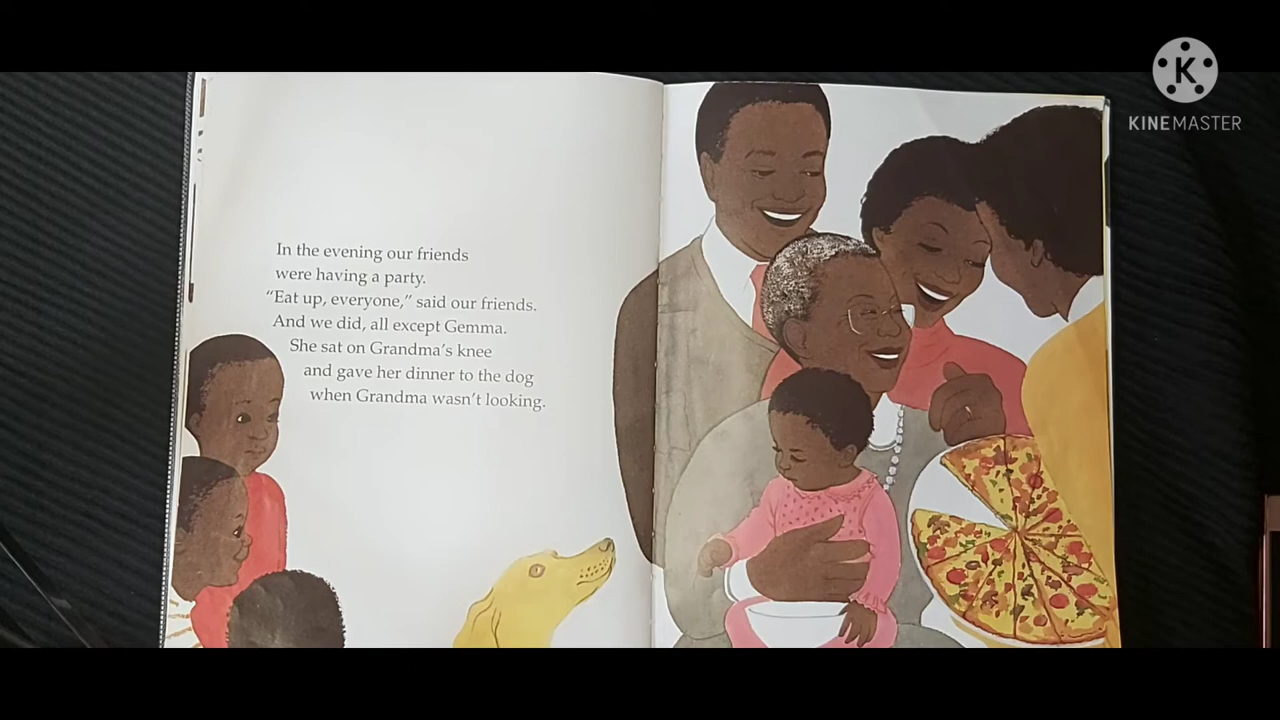 In the evening our friends
were having a party.
“Eat up, everyone,” said our friends.
And we did, all except Gemma.
She sat on Grandma’s knee
and gave her dinner to the dog
when Grandma wasn’t looking.
K
KINEMASTER